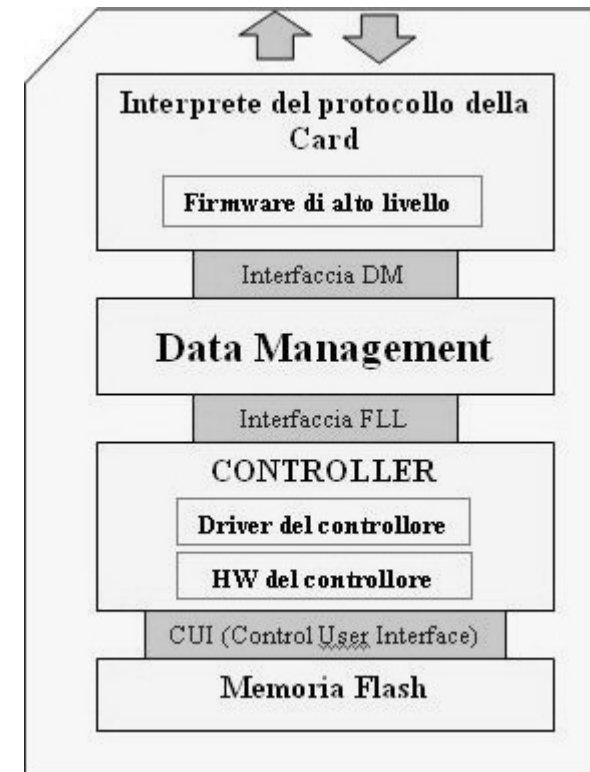 Interprete del protocollo della
Card
Firmware di alto livello
Interfaccia DM
Data Management
Interfaccia FLL
CONTROLLER
Driver del controllore
HW del controllore
CUI (Control User Interface)
Memoria Flash